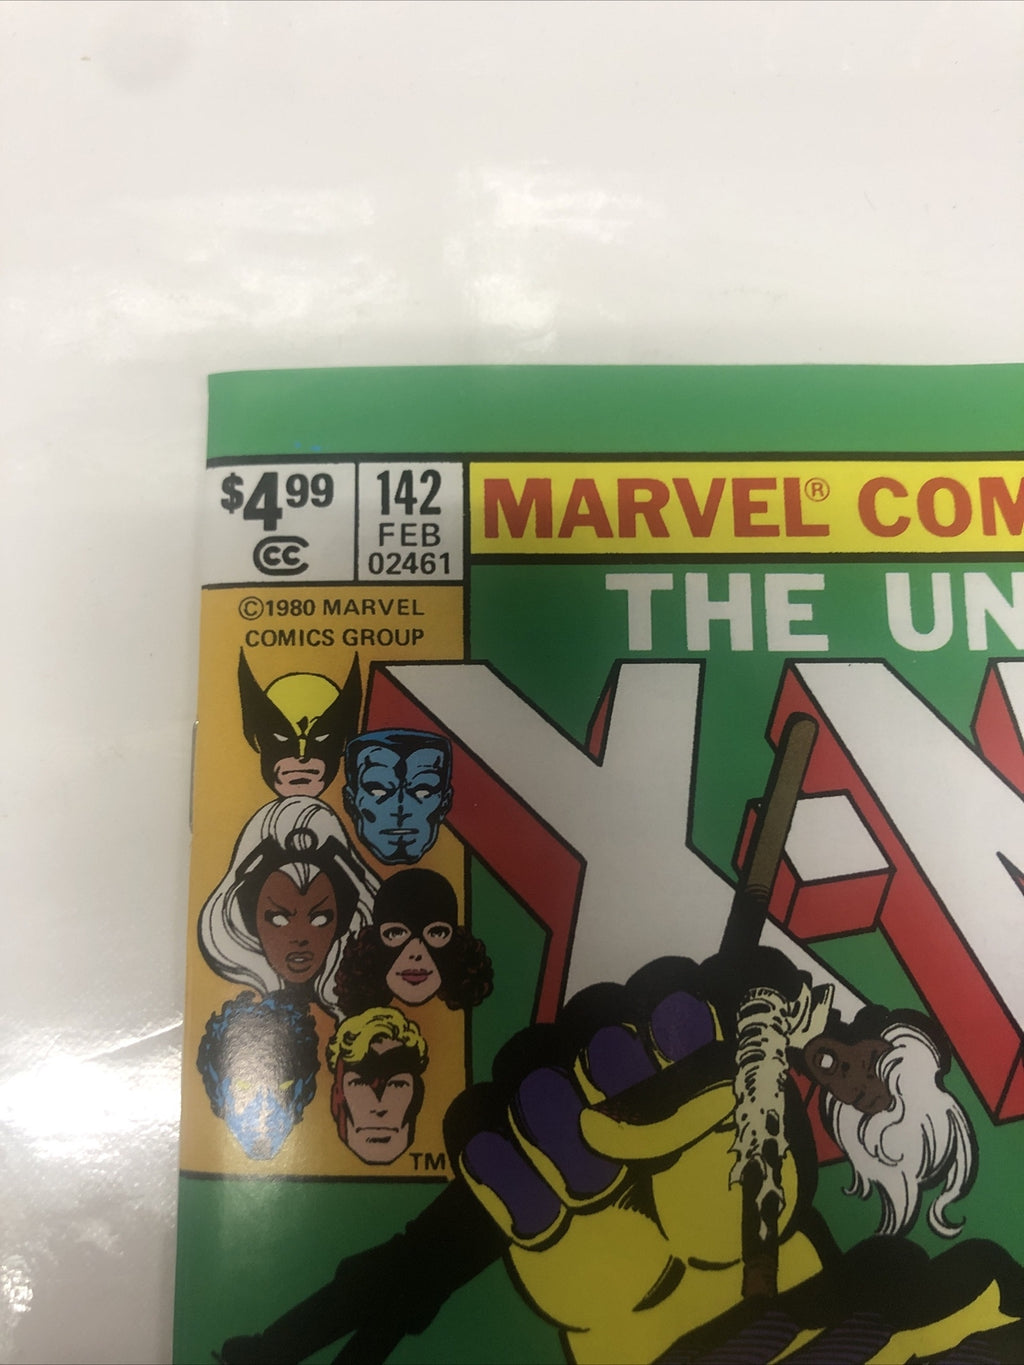 $4.99
CC
142
FEB
02461
MARVEL® COM
©1980 MARVEL
COMICS GROUP
THE UN
X-M
TM